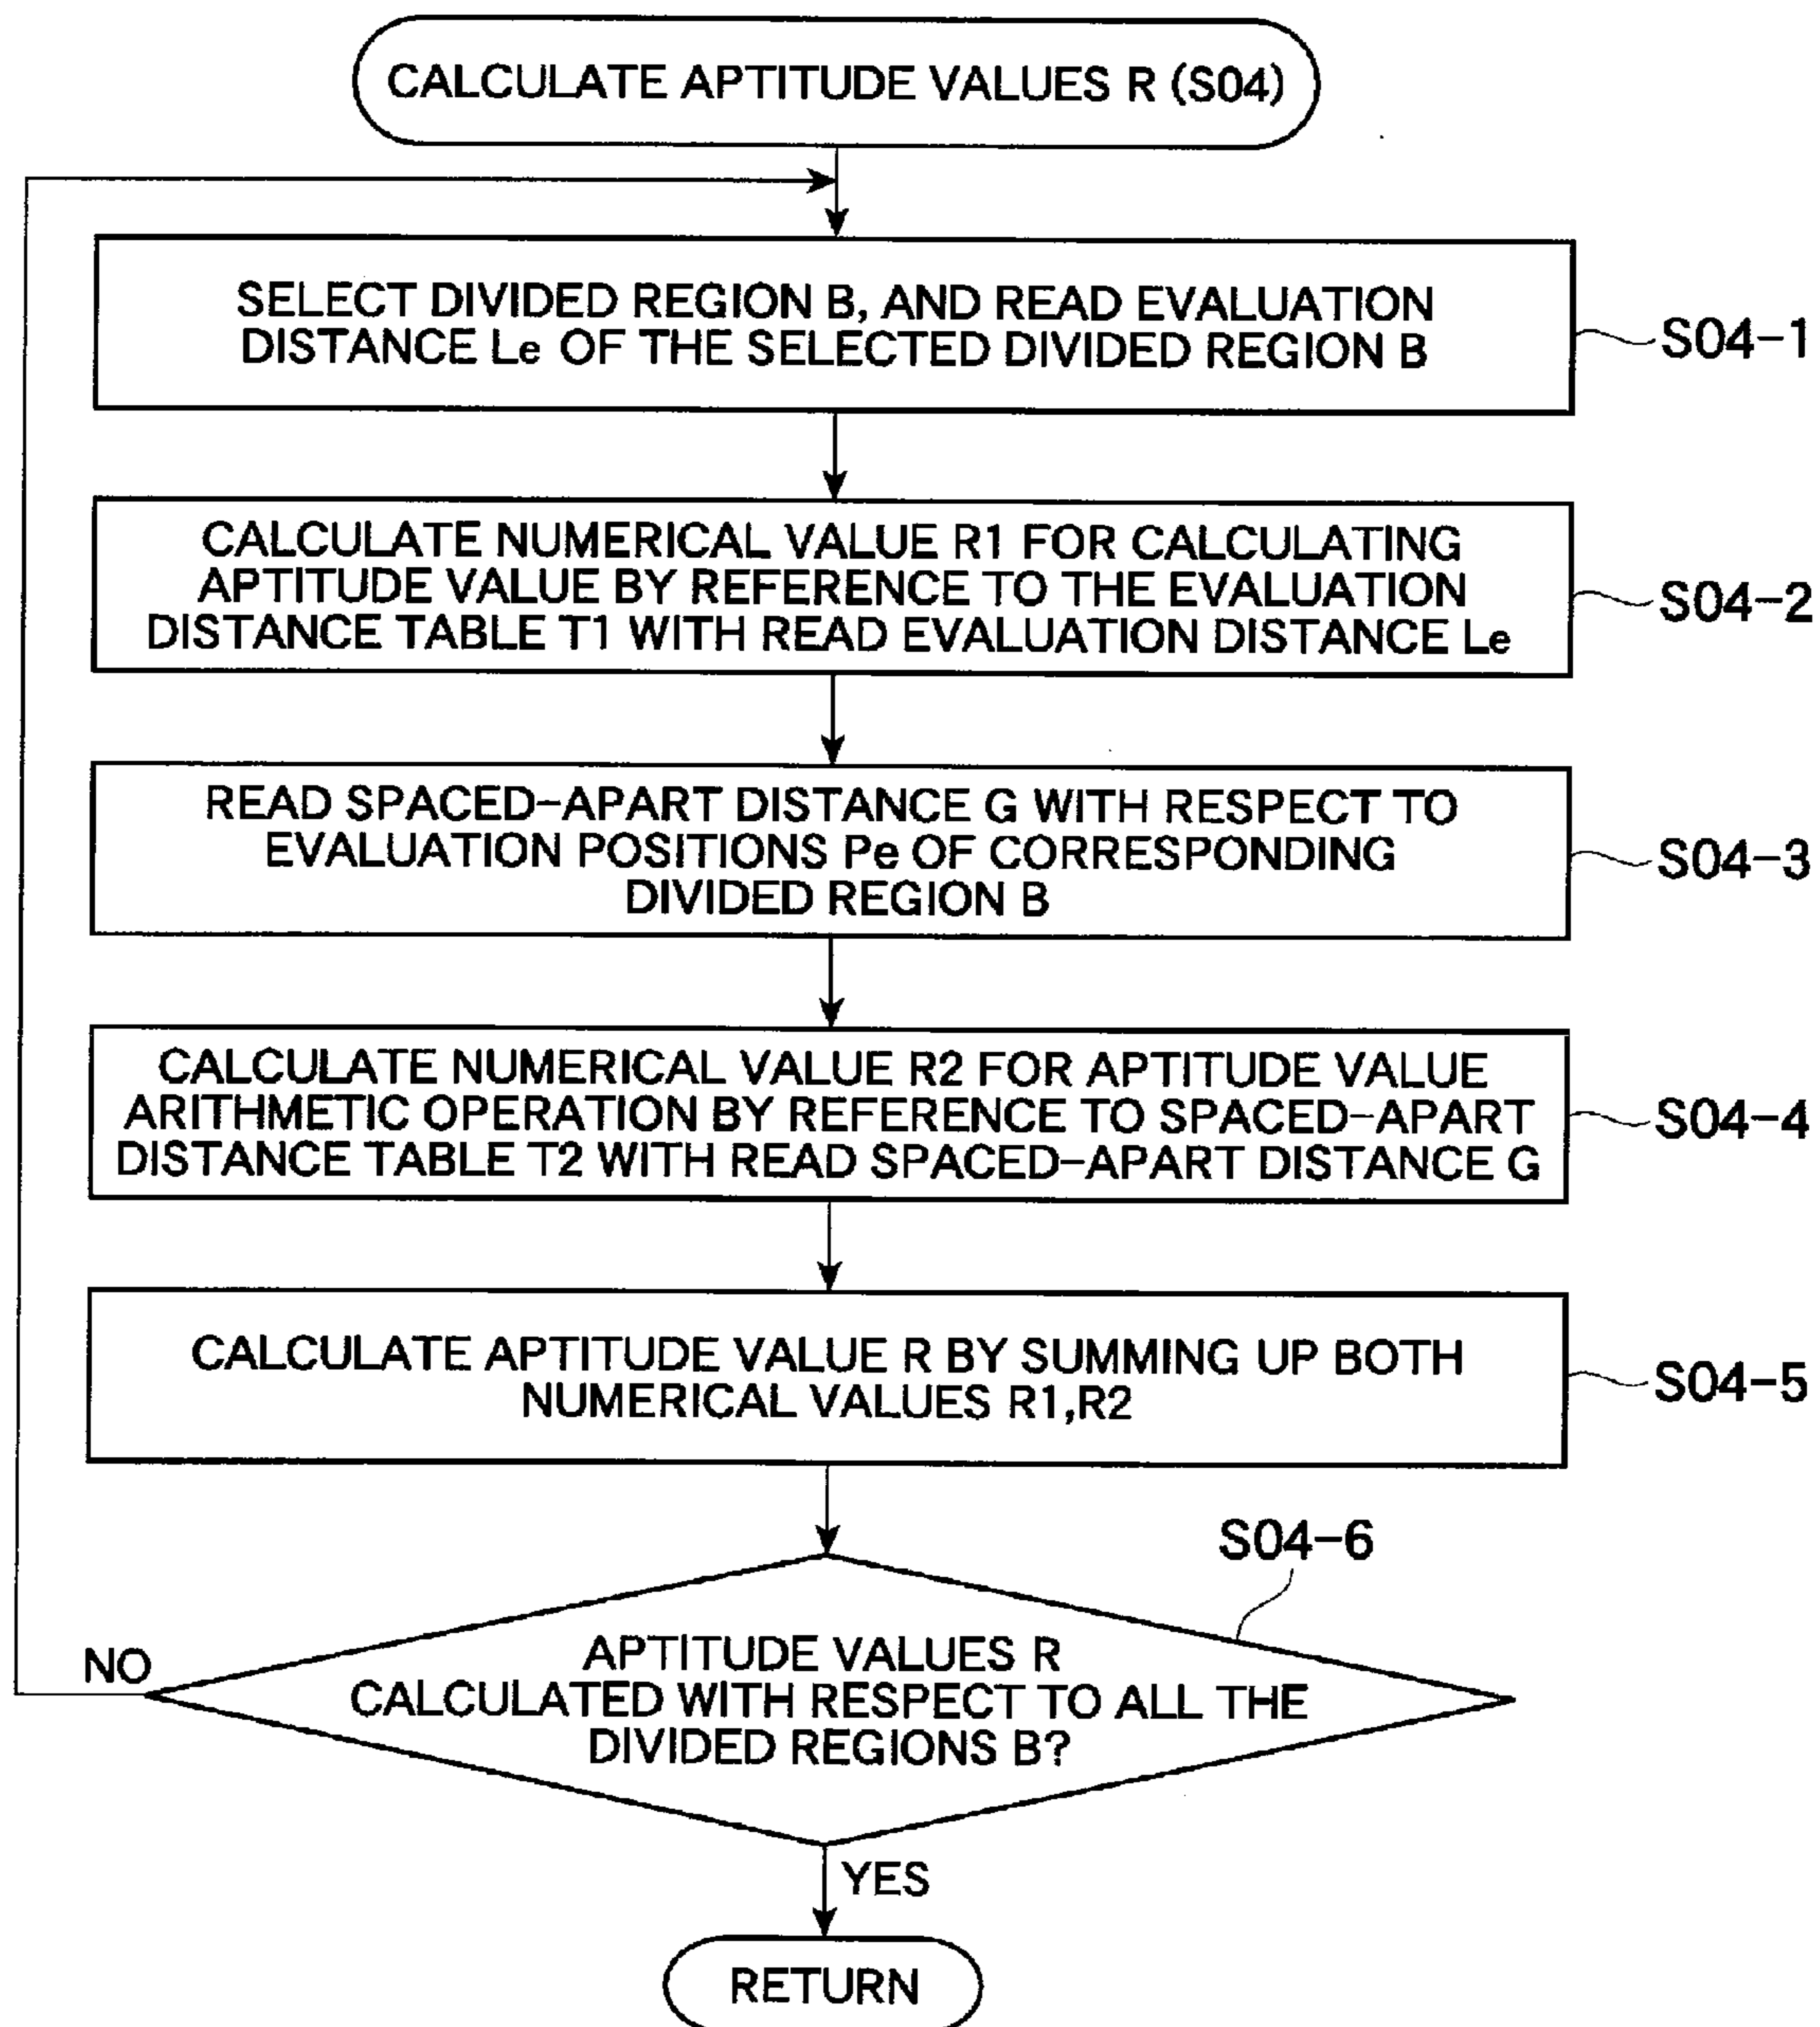 CALCULATE APTITUDE VALUES R (S04)
SELECT DIVIDED REGION B, AND READ EVALUATION
DISTANCE Le OF THE SELECTED DIVIDED REGION B
S04-1
CALCULATE NUMERICAL VALUE R1 FOR CALCULATING
APTITUDE VALUE BY REFERENCE TO THE EVALUATION
DISTANCE TABLE T1 WITH READ EVALUATION DISTANCE Le
S04-2
READ SPACED-APART DISTANCE G WITH RESPECT TO
EVALUATION POSITIONS Pe OF CORRESPONDING
DIVIDED REGION B
S04-3
CALCULATE NUMERICAL VALUE R2 FOR APTITUDE VALUE
ARITHMETIC OPERATION BY REFERENCE TO SPACED-APART
DISTANCE TABLE T2 WITH READ SPACED-APART DISTANCE G
S04-4
CALCULATE APTITUDE VALUE R BY SUMMING UP BOTH
NUMERICAL VALUES R1,R2
S04-5
S04-6
APTITUDE VALUES R
CALCULATED WITH RESPECT TO ALL THE
DIVIDED REGIONS B?
NO
YES
RETURN